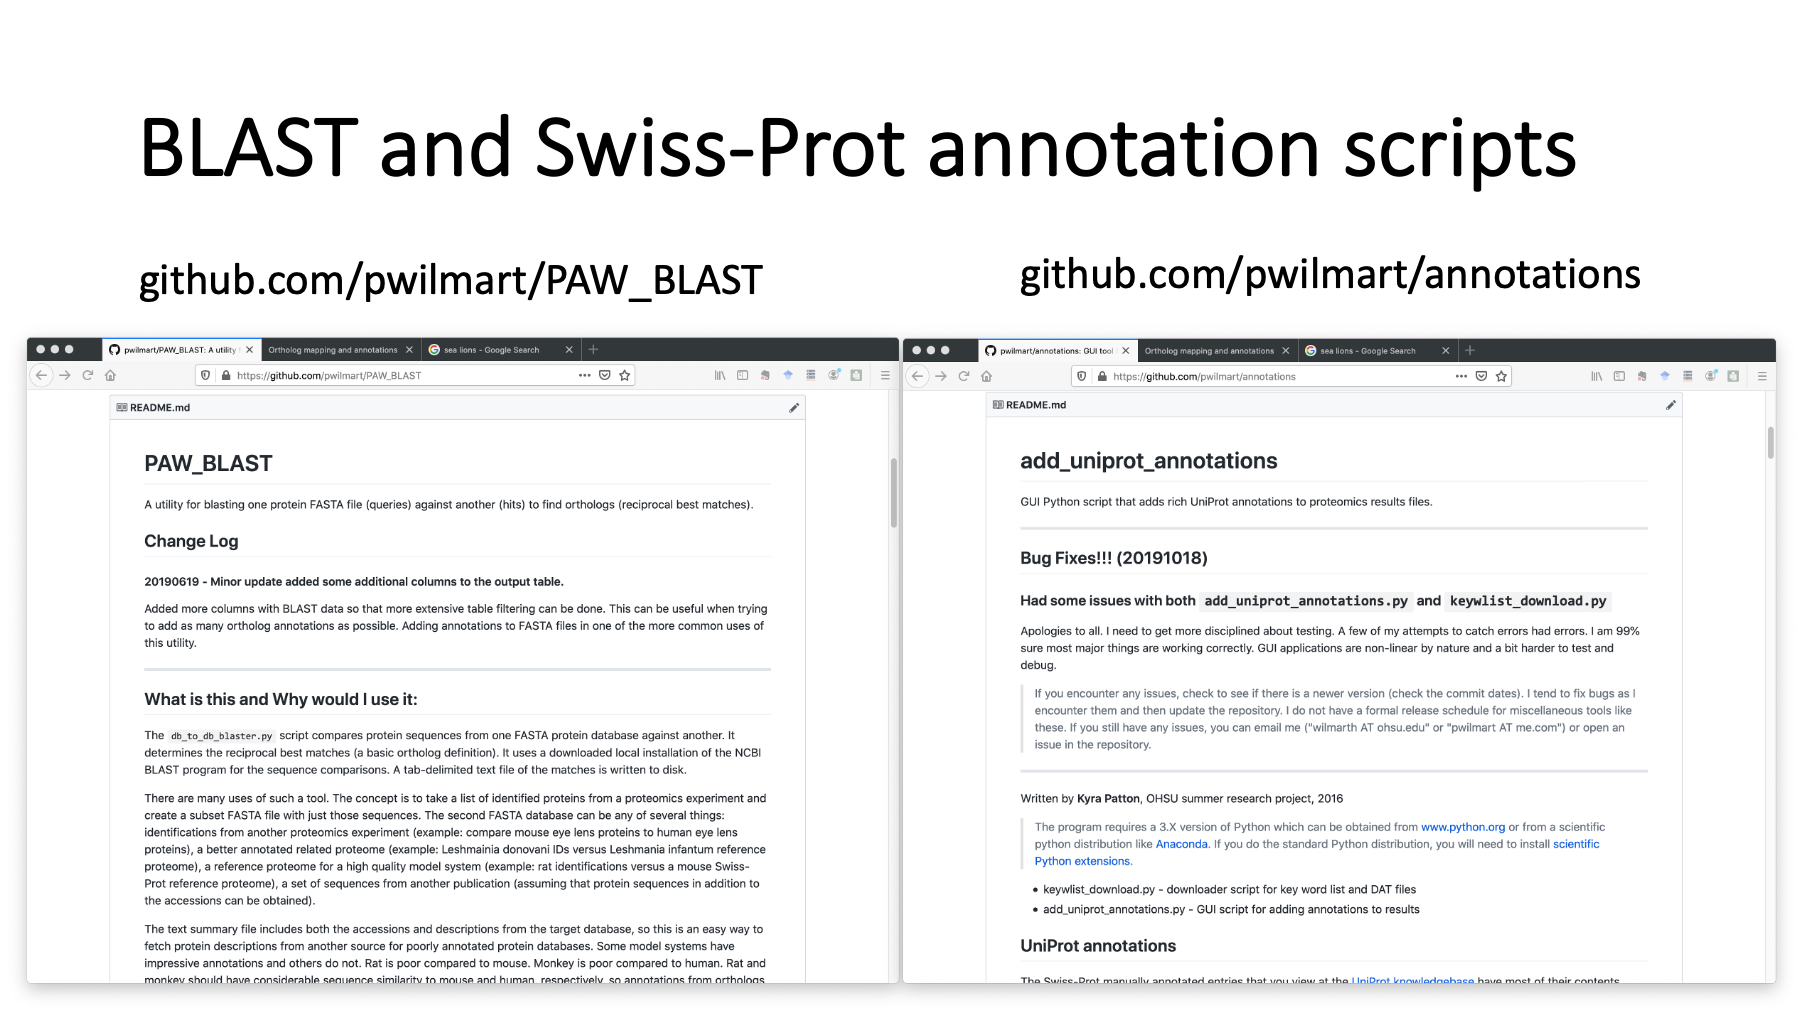 BLAST and Swiss-Prot annotation scripts
github.com/pwilmart/PAW_BLAST
pwilmart/PAW_BLAST: A utility
Ortholog mapping and annotations
sea lions - Google Search
https://github.com/pwilmart/PAW_BLAST
README.md
PAW_BLAST
A utility for blasting one protein FASTA file (queries) against another (hits) to find orthologs (reciprocal best matches).
Change Log
20190619 - Minor update added some additional columns to the output table.
Added more columns with BLAST data so that more extensive table filtering can be done. This can be useful when trying
to add as many ortholog annotations as possible. Adding annotations to FASTA files in one of the more common uses of
this utility.
What is this and Why would I use it:
The db_to_db_blaster.py script compares protein sequences from one FASTA protein database against another. It
determines the reciprocal best matches (a basic ortholog definition). It uses a downloaded local installation of the NCBI
BLAST program for the sequence comparisons. A tab-delimited text file of the matches is written to disk.
There are many uses of such a tool. The concept is to take a list of identified proteins from a proteomics experiment and
create a subset FASTA file with just those sequences. The second FASTA database can be any of several things:
identifications from another proteomics experiment (example: compare mouse eye lens proteins to human eye lens
proteins), a better annotated related proteome (example: Leshmainia donovani IDs versus Leshmania infantum reference
proteome), a reference proteome for a high quality model system (example: rat identifications versus a mouse Swiss-
Prot reference proteome), a set of sequences from another publication (assuming that protein sequences in addition to
the accessions can be obtained).
The text summary file includes both the accessions and descriptions from the target database, so this is an easy way to
fetch protein descriptions from another source for poorly annotated protein databases. Some model systems have
impressive annotations and others do not. Rat is poor compared to mouse. Monkey is poor compared to human. Rat and
monkey should have considerable sequence similarity to mouse and human, respectively, so annotations from orthologs
github.com/pwilmart/annotations
pwilmart/annotations: GUI tool
Ortholog mapping and annotations
sea lions - Google Search
https://github.com/pwilmart/annotations
README.md
add_uniprot_annotations
GUI Python script that adds rich UniProt annotations to proteomics results files.
Bug Fixes!!! (20191018)
Had some issues with both add_uniprot_annotations.py and keywlist_download.py
Apologies to all. I need to get more disciplined about testing. A few of my attempts to catch errors had errors. I am 99%
sure most major things are working correctly. GUI applications are non-linear by nature and a bit harder to test and
debug.
If you encounter any issues, check to see if there is a newer version (check the commit dates). I tend to fix bugs as I
encounter them and then update the repository. I do not have a formal release schedule for miscellaneous tools like
these. If you still have any issues, you can email me ("wilmarth AT ohsu.edu" or "pwilmart AT me.com") or open an
issue in the repository.
Written by Kyra Patton, OHSU summer research project, 2016
The program requires a 3.X version of Python which can be obtained from www.python.org or from a scientific
python distribution like Anaconda. If you do the standard Python distribution, you will need to install scientific
Python extensions.
• keywlist_download.py - downloader script for key word list and DAT files
• add_uniprot_annotations.py - GUI script for adding annotations to results
UniProt annotations
The Swiss-Prot manually annotated entries that you view at the UniProt knowledgebase have most of their contents